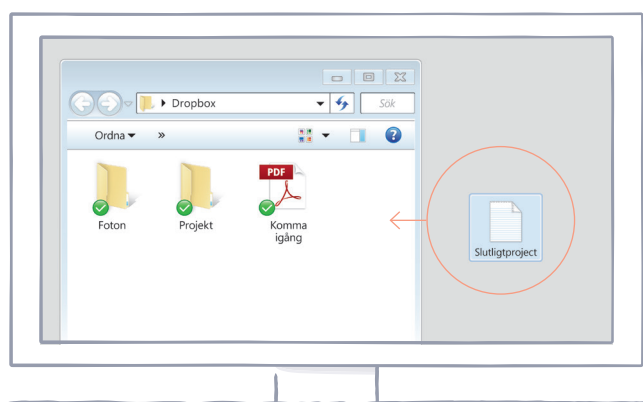 Dropbox
Sök
Ordna
»
PDF
Foton
Projekt
Komma
igång
Slutligtproject